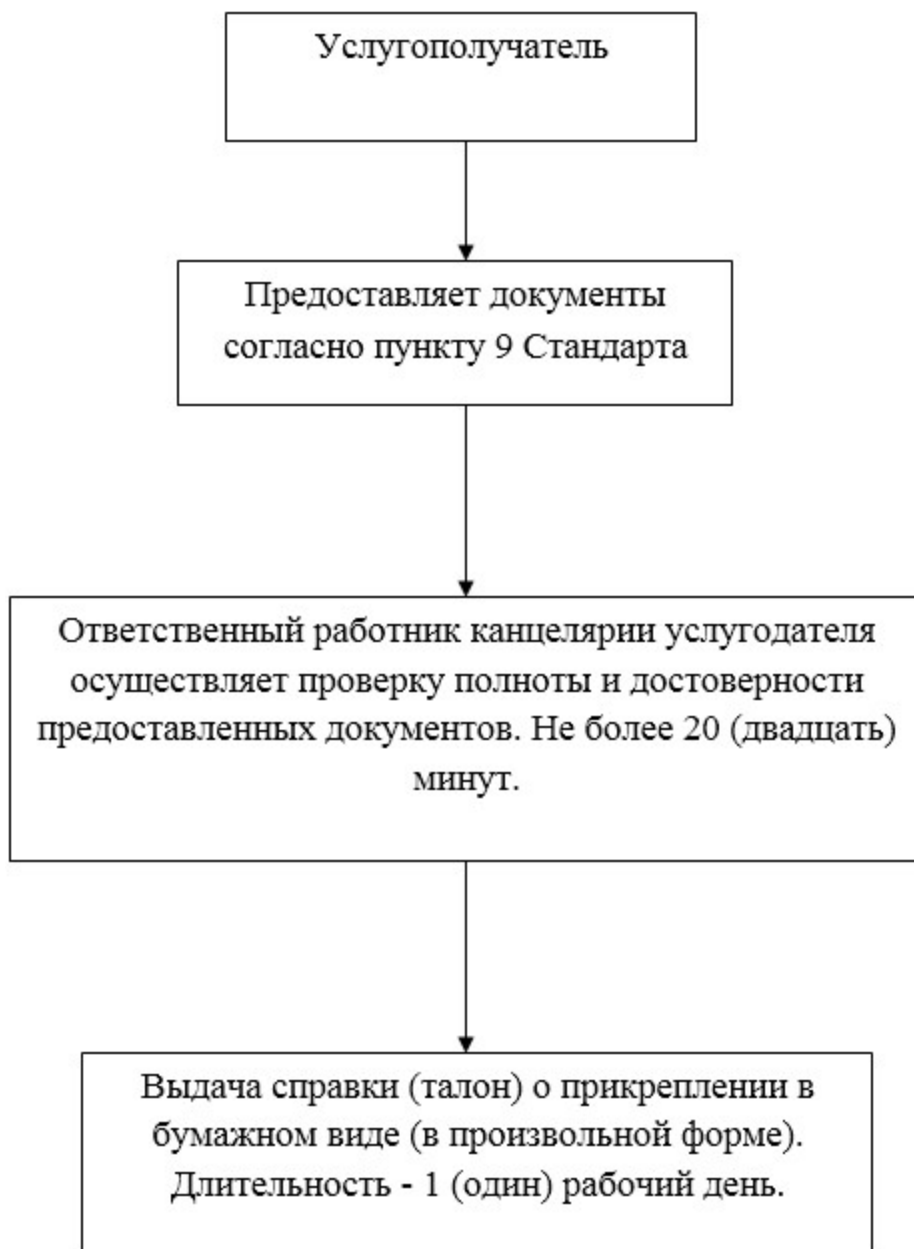 Услугополучатель
Предоставляет документы
согласно пункту 9 Стандарта
Ответственный работник канцелярии услугодателя
осуществляет проверку полноты и достоверности
предоставленных документов. Не более 20 (двадцать)
минут.
Выдача справки (талон) о прикреплении в
бумажном виде (в произвольной форме).
Длительность - 1 (один) рабочий день.